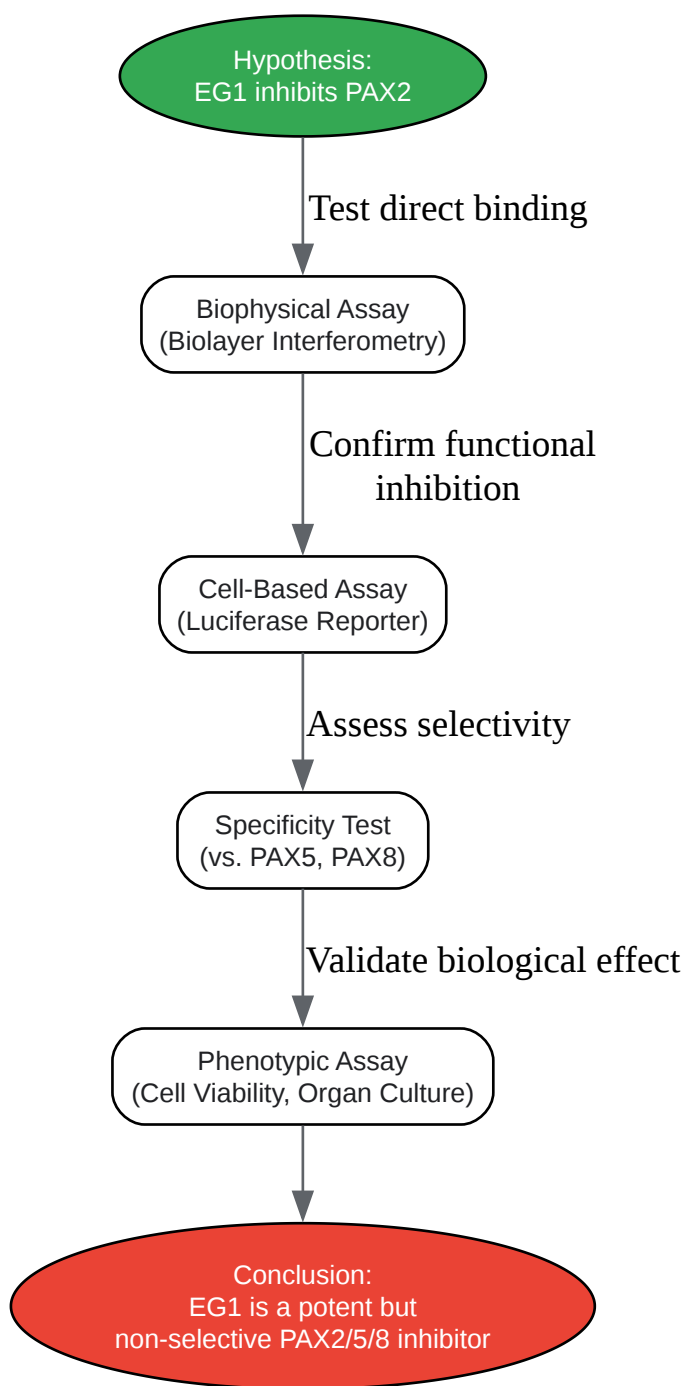 Hypothesis:
EG1 inhibits PAX2
Test direct binding
Biophysical Assay
(Biolayer Interferometry)
Confirm functional
inhibition
Cell-Based Assay
(Luciferase Reporter)
Assess selectivity
Specificity Test
(vs. PAX5, PAX8)
Validate biological effect
Phenotypic Assay
(Cell Viability, Organ Culture)
Conclusion:
EG1 is a potent but
non-selective PAX2/5/8 inhibitor